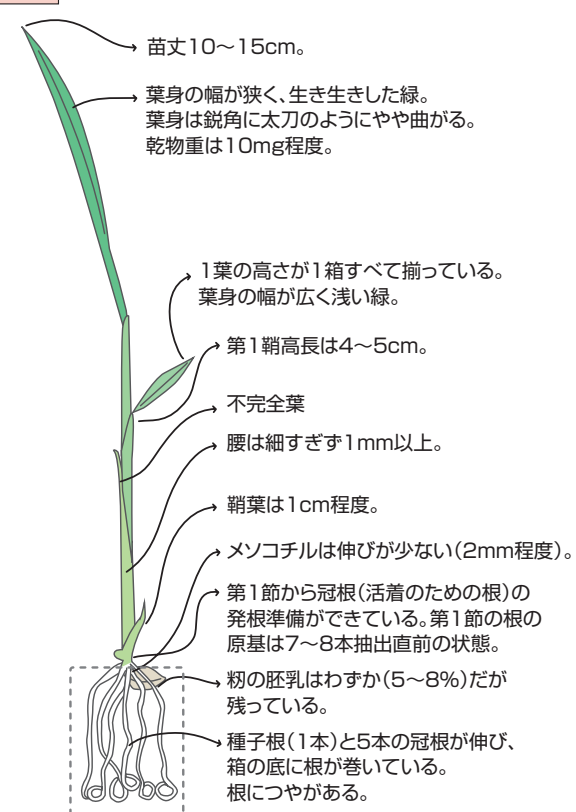 苗丈10〜15cm。
葉身の幅が狭く、生き生きした緑。
葉身は鋭角に太刀のようにやや曲がる。
乾物重は10mg程度。
1葉の高さが1箱すべて揃っている。
葉身の幅が広く浅い緑。
第1鞘高長は4〜5cm。
不完全葉
腰は細すぎず1mm以上。
鞘葉は1cm程度。
メソコチルは伸びが少ない（2mm程度）。
第1節から冠根（活着のための根）の
発根準備ができている。第1節の根の
原基は7〜8本抽出直前の状態。
籾の胚乳はわずか（5〜8%）だが
残っている。
種子根（1本）と5本の冠根が伸び、
箱の底に根が巻いている。
根につやがある。